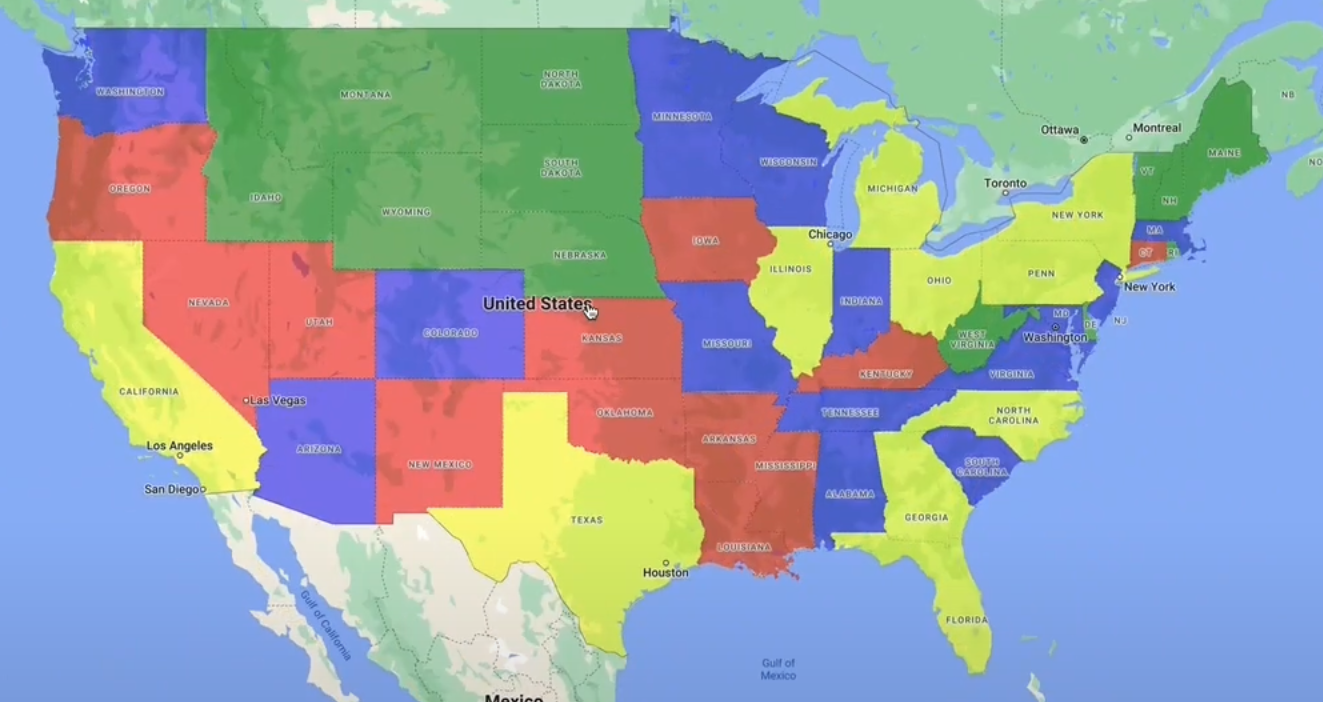 WASHINGTON
MONTANA
NORTH
DAKOTA
MINNESOTA
Ottawa
Montreal
NB
MAINE
OREGON
IDAHO
WYOMING
SOUTH
DAKOTA
WISCONSIN
MICHIGAN
Toronto
VT
NH
NO
NEW YORK
MA
NEBRASKA
IOWA
Chicago
ILLINOIS
OHIO
PENN
CT
RI
New York
NEVADA
UTAH
COLORADO
United States
KANSAS
MISSOURI
INDIANA
WEST
VIRGINIA
MD
DE
NJ
Washington
KENTUCKY
VIRGINIA
CALIFORNIA
Las Vegas
OKLAHOMA
TENNESSEE
NORTH
CAROLINA
Los Angeles
ARIZONA
NEW MEXICO
ARKANSAS
MISSISSIPPI
SOUTH
CAROLINA
San Diego
TEXAS
ALABAMA
GEORGIA
LOUISIANA
Houston
Gulf of California
FLORIDA
Gulf of
Mexico
Mexico